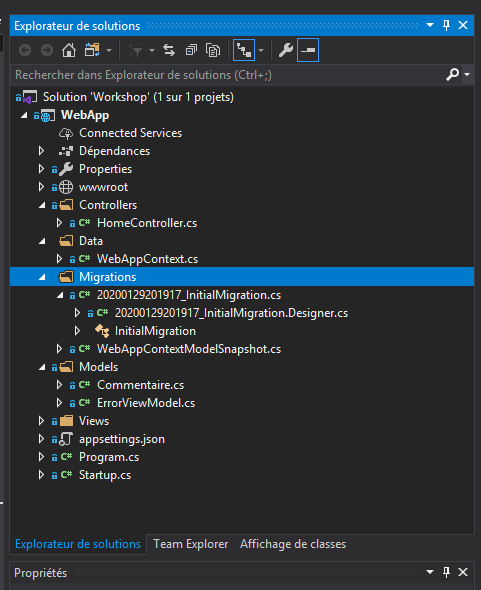 Explorateur de solutions
Rechercher dans Explorateur de solutions (Ctrl+;)
Solution 'Workshop' (1 sur 1 projets)
WebApp
Connected Services
Dépendances
Properties
wwwroot
Controllers
C# HomeController.cs
Data
C# WebAppContext.cs
Migrations
C# 20200129201917_InitialMigration.cs
C# 20200129201917_InitialMigration.Designer.cs
InitialMigration
C# WebAppContextModelSnapshot.cs
Models
C# Commentaire.cs
C# ErrorViewModel.cs
Views
appsettings.json
C# Program.cs
C# Startup.cs
Explorateur de solutions Team Explorer Affichage de classes
Propriétés